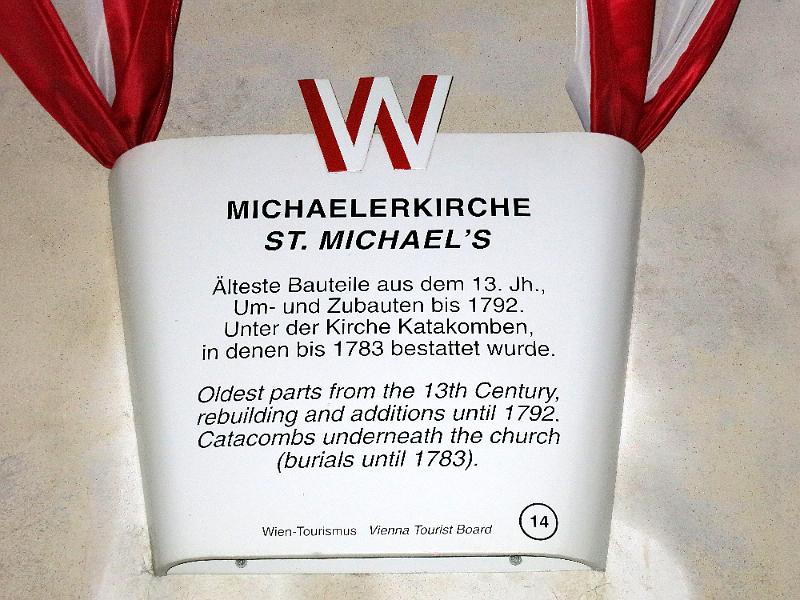 W
MICHAELERKIRCHE
ST. MICHAEL'S
Älteste Bauteile aus dem 13. Jh.,
Um- und Zubauten bis 1792.
Unter der Kirche Katakomben,
in denen bis 1783 bestattet wurde.
Oldest parts from the 13th Century,
rebuilding and additions until 1792.
Catacombs underneath the church
(burials until 1783).
Wien-Tourismus Vienna Tourist Board 14